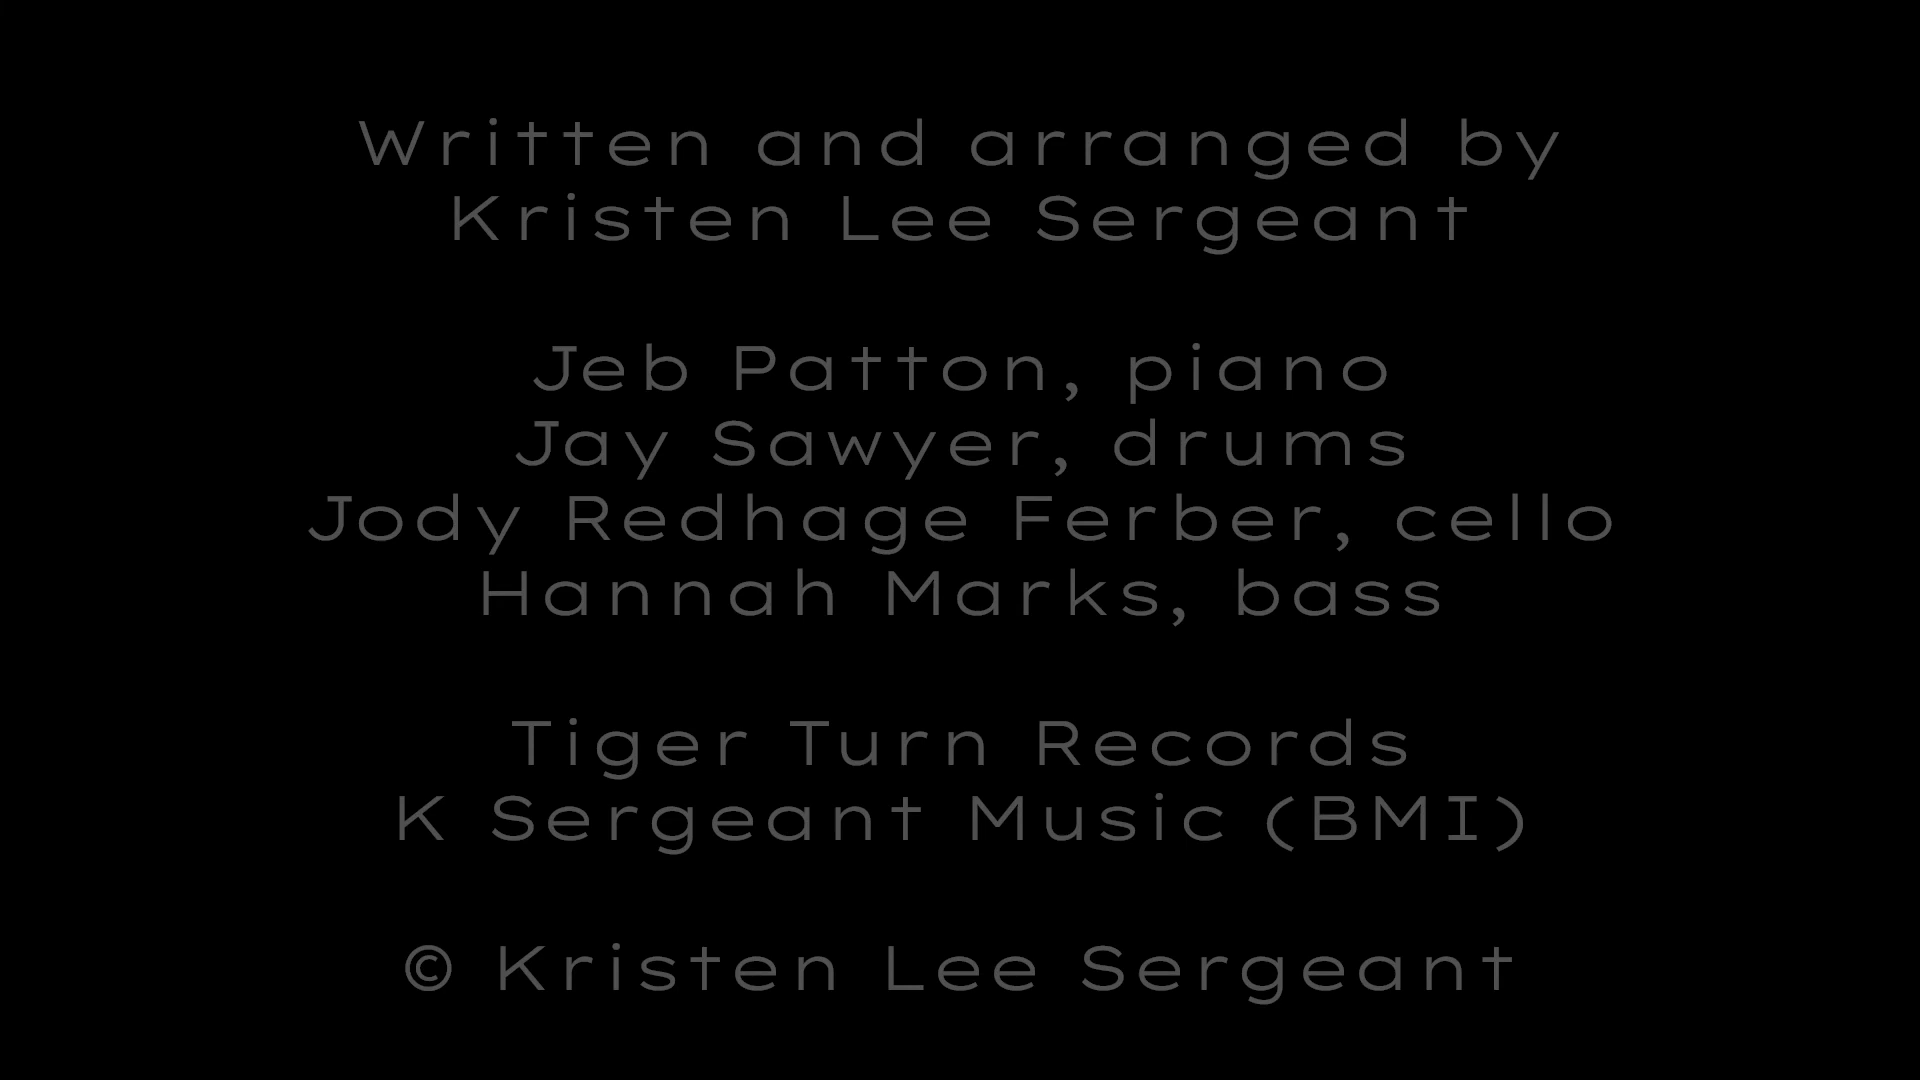 Written and arranged by
Kristen Lee Sergeant
Jeb Patton, piano
Jay Sawyer, drums
Jody Redhage Ferber, cello
Hannah Marks, bass
Tiger Turn Records
K Sergeant Music (BMI)
© Kristen Lee Sergeant